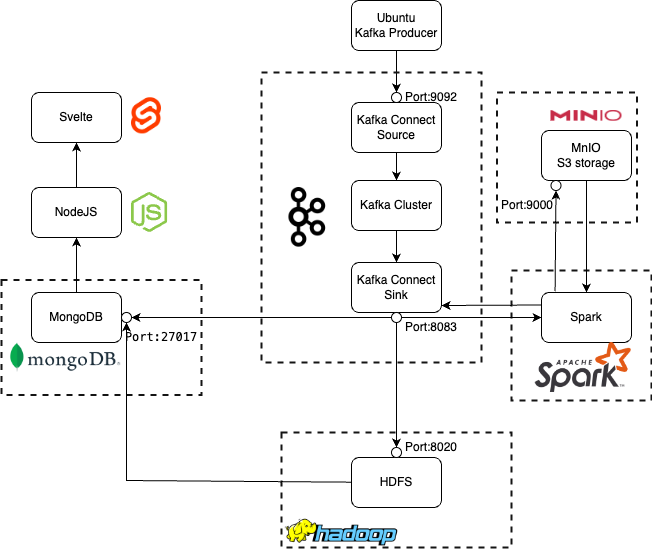 Ubuntu
Kafka Producer
Port:9092
Kafka Connect
Source
Kafka Cluster
Kafka Connect
Sink
Port:8083
Svelte
NodeJS
JS
MongoDB
Port:27017
mongoDB®
MINIO
MnIO
S3 storage
Port:9000
Spark
APACHE
Spark™
Port:8020
HDFS
hadoop